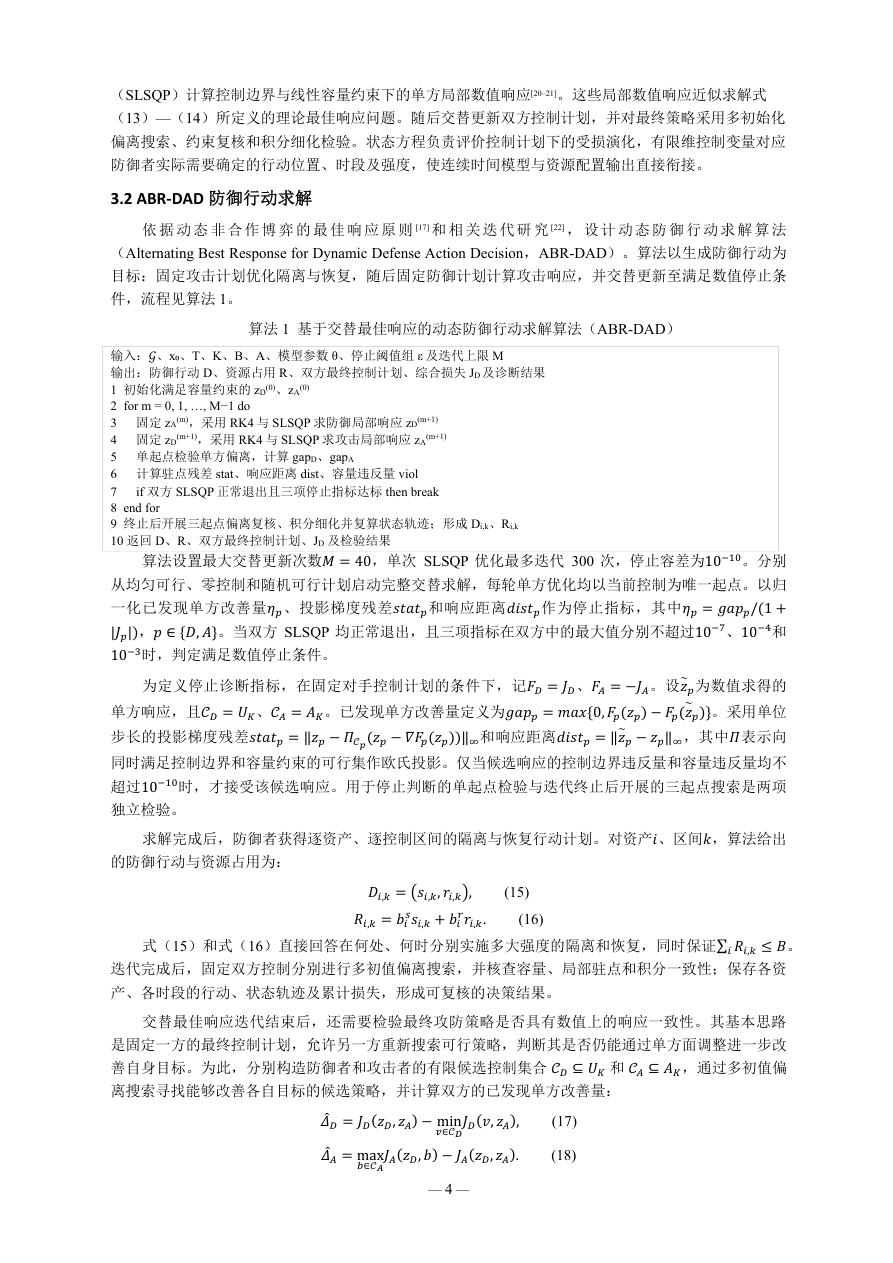 （SLSQP）计算控制边界与线性容量约束下的单方局部数值响应[20–21]。这些局部数值响应近似求解式
（13）—（14）所定义的理论最佳响应问题。随后交替更新双方控制计划，并对最终策略采用多初始化
偏离搜索、约束复核和积分细化检验。状态方程负责评价控制计划下的受损演化，有限维控制变量对应
防御者实际需要确定的行动位置、时段及强度，使连续时间模型与资源配置输出直接衔接。
3.2 ABR-DAD 防御行动求解
依据动态非合作博弈的最佳响应原则[17]和相关迭代研究[22]，设计动态防御行动求解算法
（Alternating Best Response for Dynamic Defense Action Decision，ABR-DAD）。算法以生成防御行动为
目标：固定攻击计划优化隔离与恢复，随后固定防御计划计算攻击响应，并交替更新至满足数值停止条
件，流程见算法 1。
算法 1 基于交替最佳响应的动态防御行动求解算法（ABR-DAD）
输入：𝒢、x₀、T、K、B、A、模型参数 θ、停止阈值组 ε 及迭代上限 M
输出：防御行动 D、资源占用 R、双方最终控制计划、综合损失 J_D 及诊断结果
1 初始化满足容量约束的 z_D^(0)、z_A^(0)
2 for m = 0, 1, …, M−1 do
3 固定 z_A^(m)，采用 RK4 与 SLSQP 求防御局部响应 z_D^(m+1)
4 固定 z_D^(m+1)，采用 RK4 与 SLSQP 求攻击局部响应 z_A^(m+1)
5 单起点检验单方偏离，计算 gap_D、gap_A
6 计算驻点残差 stat、响应距离 dist、容量违反量 viol
7 if 双方 SLSQP 正常退出且三项停止指标达标 then break
8 end for
9 终止后开展三起点偏离复核、积分细化并复算状态轨迹；形成 D_i,k、R_i,k
10 返回 D、R、双方最终控制计划、J_D 及检验结果
算法设置最大交替更新次数𝑀 = 40，单次 SLSQP 优化最多迭代 300 次，停止容差为10⁻¹⁰。分别
从均匀可行、零控制和随机可行计划启动完整交替求解，每轮单方优化均以当前控制为唯一起点。以归
一化已发现单方改善量𝜂_𝑝、投影梯度残差𝑠𝑡𝑎𝑡_𝑝和响应距离𝑑𝑖𝑠𝑡_𝑝作为停止指标，其中𝜂_𝑝 = 𝑔𝑎𝑝_𝑝/(1 +
|𝐽_𝑝|)，𝑝 ∈ {𝐷, 𝐴}。当双方 SLSQP 均正常退出，且三项指标在双方中的最大值分别不超过10⁻⁷、10⁻⁴和
10⁻³时，判定满足数值停止条件。
为定义停止诊断指标，在固定对手控制计划的条件下，记𝐹_𝐷 = 𝐽_𝐷、𝐹_𝐴 = −𝐽_𝐴。设𝑧̃_𝑝为数值求得的
单方响应，且𝒞_𝐷 = 𝑈_𝐾、𝒞_𝐴 = 𝐴_𝐾。已发现单方改善量定义为𝑔𝑎𝑝_𝑝 = 𝑚𝑎𝑥{0, 𝐹_𝑝(𝑧_𝑝) − 𝐹_𝑝(𝑧̃_𝑝)}。采用单位
步长的投影梯度残差𝑠𝑡𝑎𝑡_𝑝 = ‖𝑧_𝑝 − 𝛱_𝒞𝑝(𝑧_𝑝 − ∇𝐹_𝑝(𝑧_𝑝))‖_∞和响应距离𝑑𝑖𝑠𝑡_𝑝 = ‖𝑧̃_𝑝 − 𝑧_𝑝‖_∞，其中𝛱表示向
同时满足控制边界和容量约束的可行集作欧氏投影。仅当候选响应的控制边界违反量和容量违反量均不
超过10⁻¹⁰时，才接受该候选响应。用于停止判断的单起点检验与迭代终止后开展的三起点搜索是两项
独立检验。
求解完成后，防御者获得逐资产、逐控制区间的隔离与恢复行动计划。对资产𝑖、区间𝑘，算法给出
的防御行动与资源占用为：
𝐷_𝑖,𝑘 = (𝑠_𝑖,𝑘, 𝑟_𝑖,𝑘), (15)
𝑅_𝑖,𝑘 = 𝑏_𝑖^𝑠 𝑠_𝑖,𝑘 + 𝑏_𝑖^𝑟 𝑟_𝑖,𝑘. (16)
式（15）和式（16）直接回答在何处、何时分别实施多大强度的隔离和恢复，同时保证∑_𝑖 𝑅_𝑖,𝑘 ≤ 𝐵。
迭代完成后，固定双方控制分别进行多初值偏离搜索，并核查容量、局部驻点和积分一致性；保存各资
产、各时段的行动、状态轨迹及累计损失，形成可复核的决策结果。
交替最佳响应迭代结束后，还需要检验最终攻防策略是否具有数值上的响应一致性。其基本思路
是固定一方的最终控制计划，允许另一方重新搜索可行策略，判断其是否仍能通过单方面调整进一步改
善自身目标。为此，分别构造防御者和攻击者的有限候选控制集合 𝒞_𝐷 ⊆ 𝑈_𝐾 和 𝒞_𝐴 ⊆ 𝐴_𝐾，通过多初值偏
离搜索寻找能够改善各自目标的候选策略，并计算双方的已发现单方改善量：
𝛥̂_𝐷 = 𝐽_𝐷(𝑧_𝐷, 𝑧_𝐴) − min_{𝑣∈𝒞_𝐷} 𝐽_𝐷(𝑣, 𝑧_𝐴), (17)
𝛥̂_𝐴 = max_{𝑏∈𝒞_𝐴} 𝐽_𝐴(𝑧_𝐷, 𝑏) − 𝐽_𝐴(𝑧_𝐷, 𝑧_𝐴). (18)
— 4 —